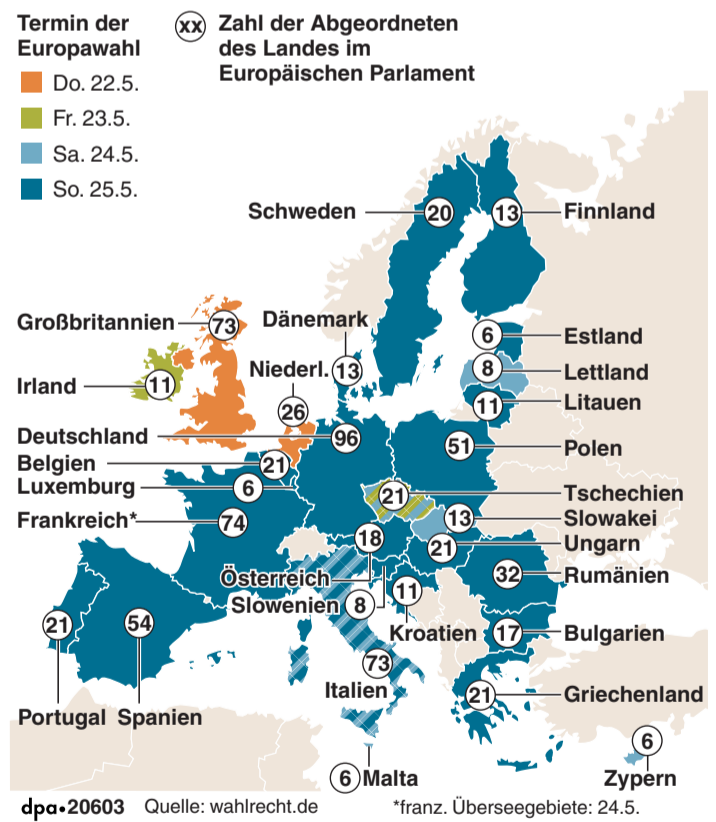 Termin der
Europawahl
Do. 22.5.
Fr. 23.5.
Sa. 24.5.
So. 25.5.
xx Zahl der Abgeordneten
des Landes im
Europäischen Parlament
Schweden 20
13 Finnland
Großbritannien 73
Dänemark
13
6 Estland
Irland 11
Niederl.
26
8 Lettland
11 Litauen
Deutschland 96
51 Polen
Belgien 21
Luxemburg 6
21 Tschechien
Frankreich* 74
13 Slowakei
21 Ungarn
18
Österreich
32 Rumänien
Slowenien 8
11
Kroatien
17 Bulgarien
21
Portugal
54
Spanien
73
Italien
21 Griechenland
6 Malta
6
Zypern
dpa•20603 Quelle: wahlrecht.de *franz. Überseegebiete: 24.5.